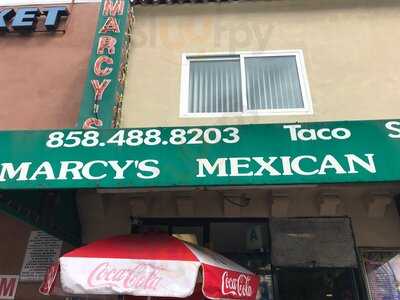 KET
MARCY'S
858.488.8203 Taco S
MARCY'S MEXICAN
Coca-Cola
Coca-Cola
A